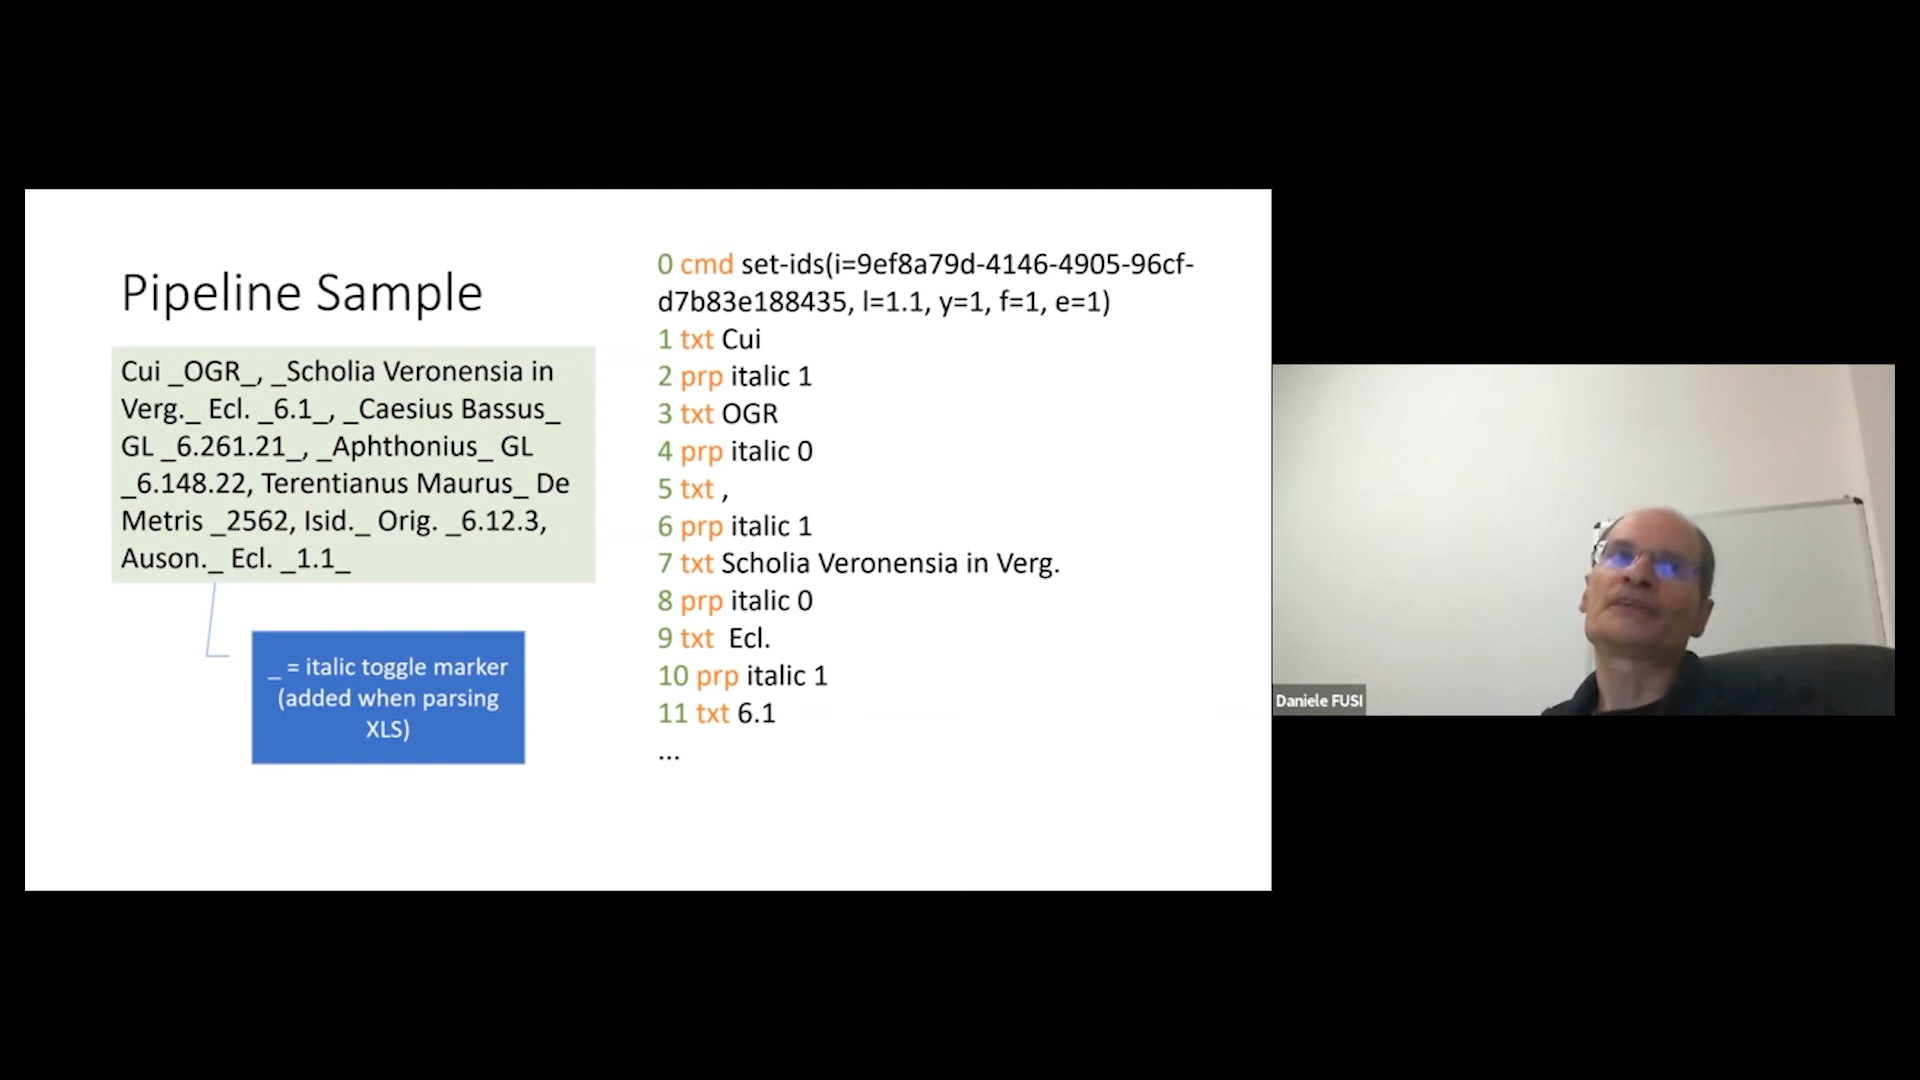 Pipeline Sample
Cui _OGR_, _Scholia Veronensia in
Verg._ Ecl. _6.1_, _Caesius Bassus_
GL _6.261.21_, _Aphthonius_ GL
_6.148.22, Terentianus Maurus_ De
Metris _2562, Isid._ Orig. _6.12.3,
Auson._ Ecl. _1.1_
_ = italic toggle marker
(added when parsing
XLS)
0 cmd set-ids(i=9ef8a79d-4146-4905-96cf-
d7b83e188435, l=1.1, y=1, f=1, e=1)
1 txt Cui
2 prp italic 1
3 txt OGR
4 prp italic 0
5 txt ,
6 prp italic 1
7 txt Scholia Veronensia in Verg.
8 prp italic 0
9 txt  Ecl.
10 prp italic 1
11 txt 6.1
...
Daniele FUSI